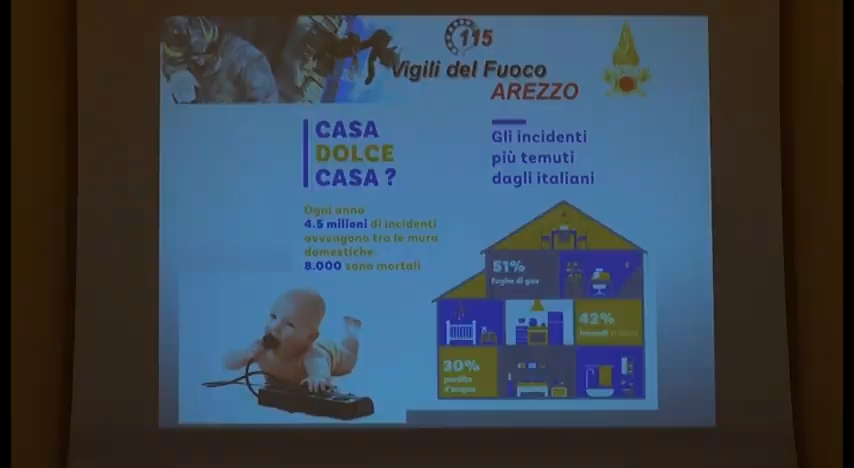 115
Vigili del Fuoco
AREZZO
CASA
DOLCE
CASA ?
Gli incidenti
più temuti
dagli italiani
Ogni anno
4.5 milioni di incidenti
avvengono tra le mura
domestiche.
8.000 sono mortali
51%
fughe di gas
42%
30%
perdite
d'acqua